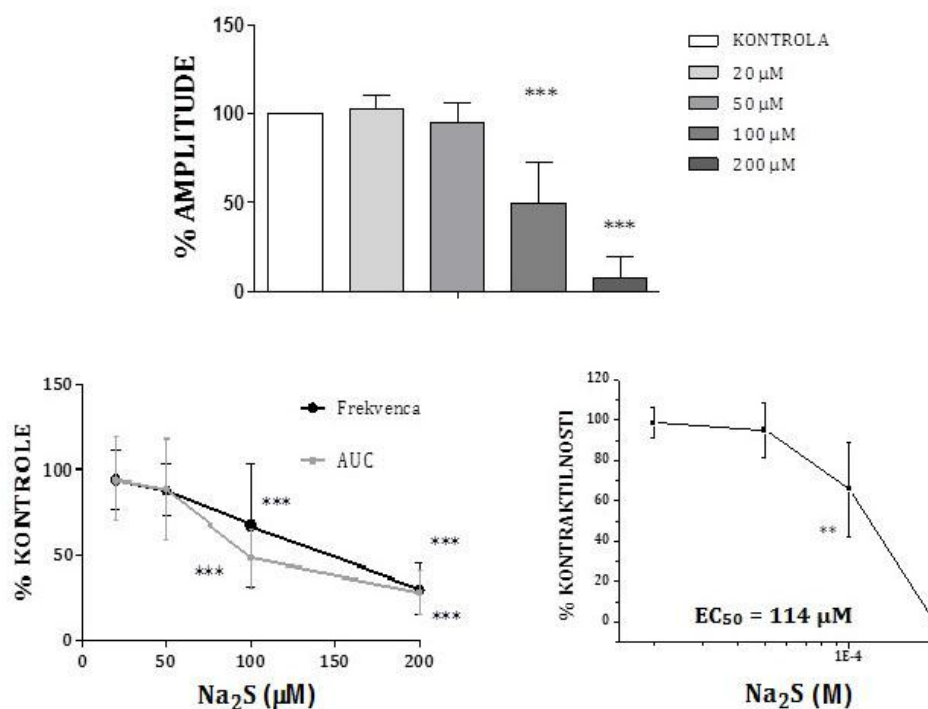 % AMPLITUDE
150
100
50
0
***
***
KONTROLA
20 µM
50 µM
100 µM
200 µM
% KONTROLE
150
100
50
0
Frekvenca
AUC
***
***
***
***
0
50
100
150
200
Na₂S (µM)
% KONTRAKTILNOSTI
120
100
80
60
40
20
0
**
EC₅₀ = 114 µM
1E-4
Na₂S (M)